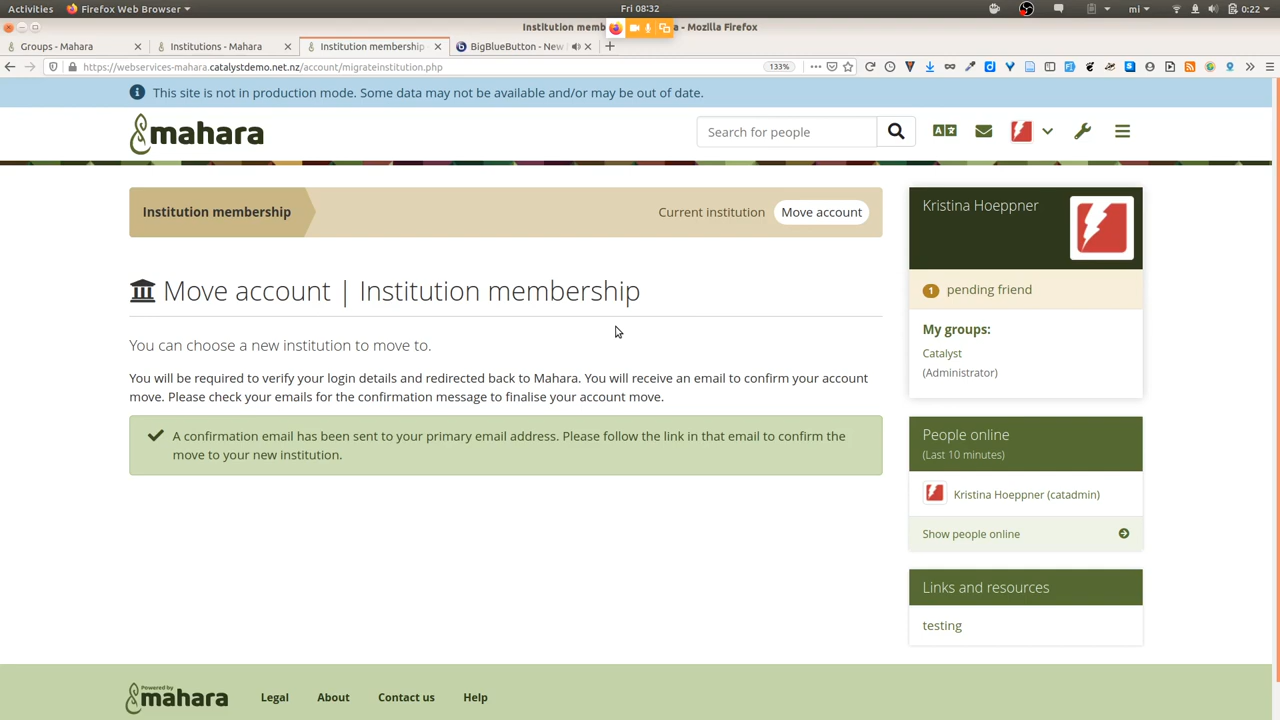 Activities
Firefox Web Browser
Fri 08:32
mi
0:22
Institution memb
a - Mozilla Firefox
Groups - Mahara
Institutions - Mahara
Institution membership
BigBlueButton - New
https://webservices-mahara.catalystdemo.net.nz/account/migrateinstitution.php
133%
This site is not in production mode. Some data may not be available and/or may be out of date.
mahara
Search for people
Institution membership
Current institution
Move account
Kristina Hoeppner
Move account | Institution membership
1 pending friend
You can choose a new institution to move to.
My groups:
Catalyst
(Administrator)
You will be required to verify your login details and redirected back to Mahara. You will receive an email to confirm your account
move. Please check your emails for the confirmation message to finalise your account move.
A confirmation email has been sent to your primary email address. Please follow the link in that email to confirm the
move to your new institution.
People online
(Last 10 minutes)
Kristina Hoeppner (catadmin)
Show people online
Links and resources
testing
Powered by
mahara
Legal
About
Contact us
Help